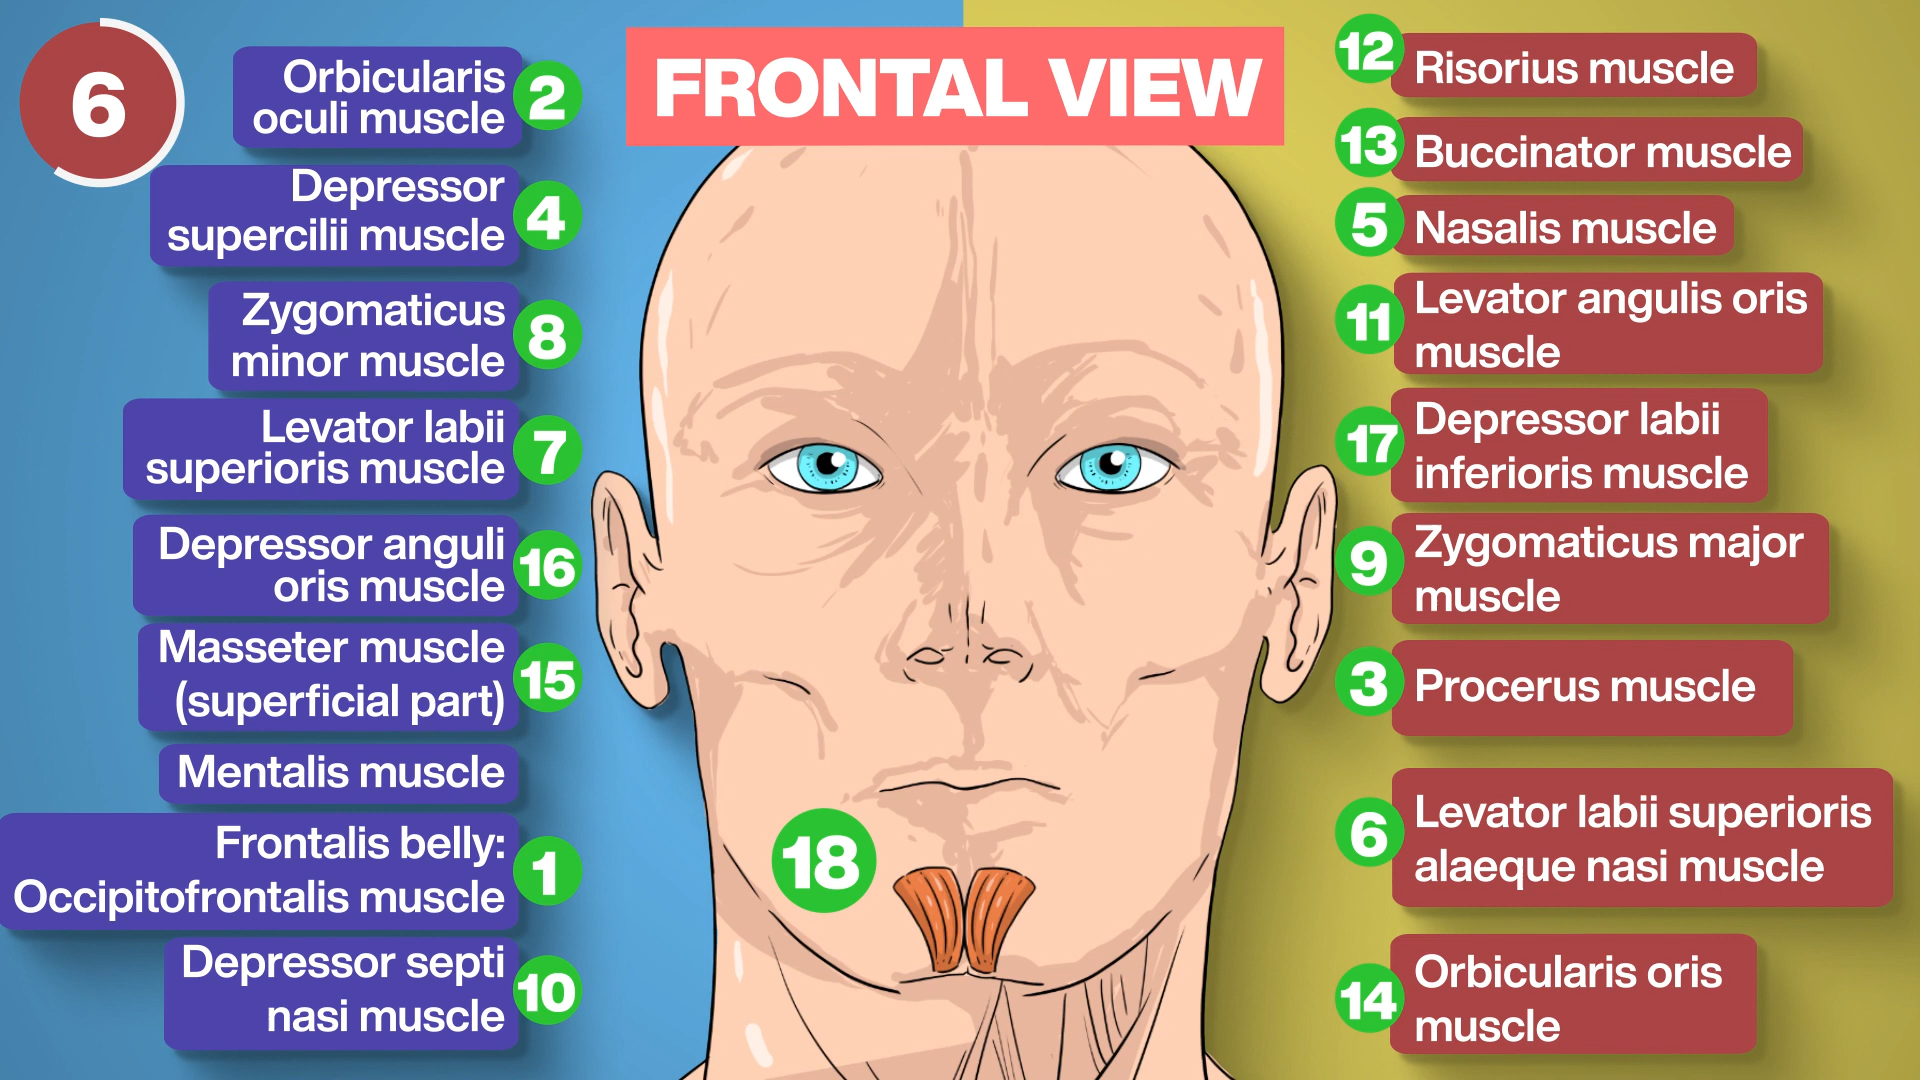 6
FRONTAL VIEW
Orbicularis
oculi muscle
2
Depressor
supercilii muscle
4
Zygomaticus
minor muscle
8
Levator labii
superioris muscle
7
Depressor anguli
oris muscle
16
Masseter muscle
(superficial part)
15
Mentalis muscle
Frontalis belly:
Occipitofrontalis muscle
1
Depressor septi
nasi muscle
10
18
12
Risorius muscle
13
Buccinator muscle
5
Nasalis muscle
11
Levator angulis oris
muscle
17
Depressor labii
inferioris muscle
9
Zygomaticus major
muscle
3
Procerus muscle
6
Levator labii superioris
alaeque nasi muscle
14
Orbicularis oris
muscle